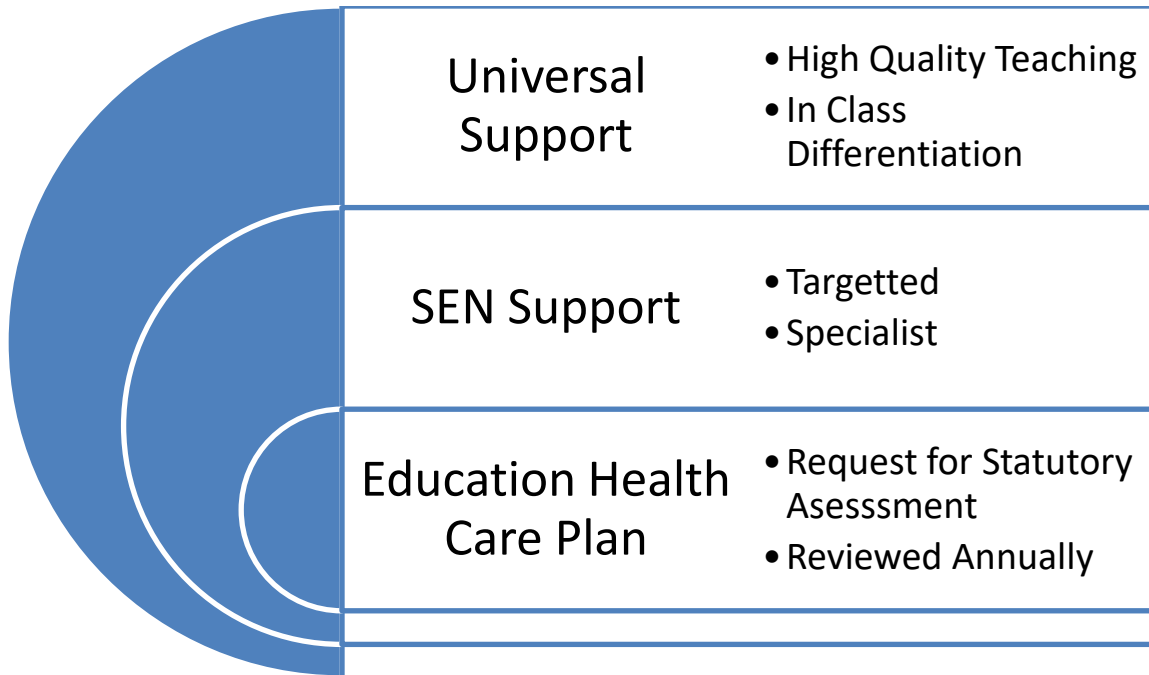 Universal
Support
• High Quality Teaching
• In Class
Differentiation
SEN Support
• Targetted
• Specialist
Education Health
Care Plan
• Request for Statutory
Asesssment
• Reviewed Annually